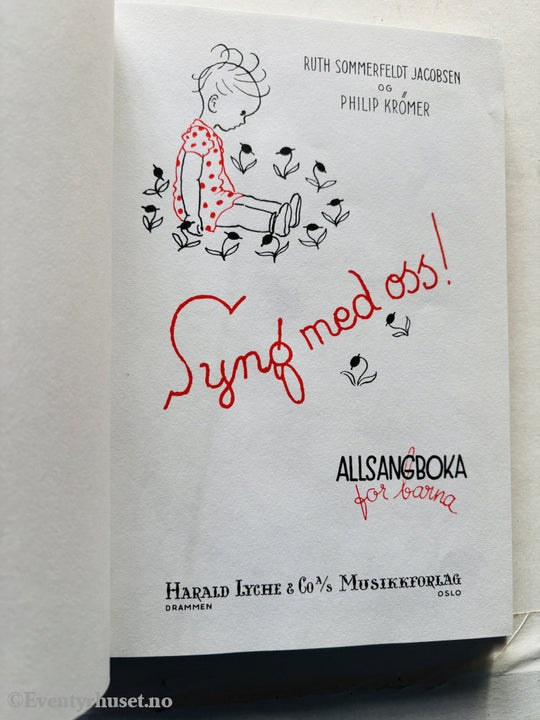 RUTH SOMMERFELDT JACOBSEN
OG
PHILIP KRÖMER
Syng med oss!
ALLSANGBOKA
for barna
HARALD LYCHE & CO A/S MUSIKKFORLAG
DRAMMEN OSLO
©Eventyrhuset.no